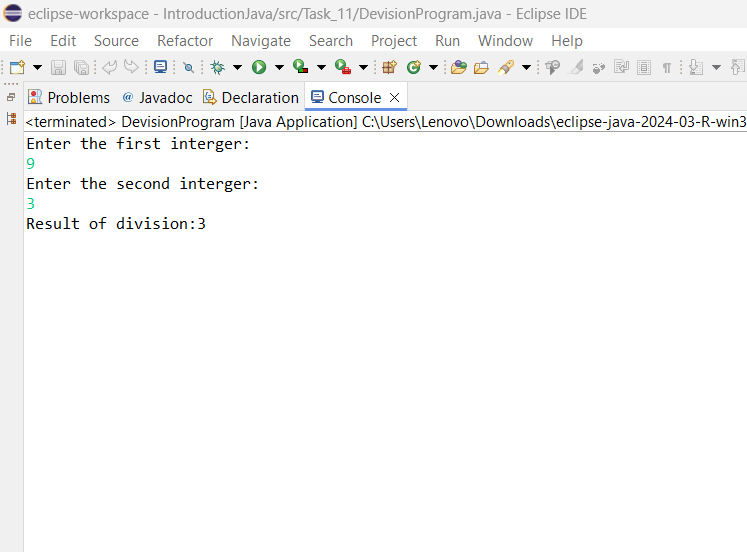 eclipse-workspace - IntroductionJava/src/Task_11/DevisionProgram.java - Eclipse IDE
File Edit Source Refactor Navigate Search Project Run Window Help
Problems @ Javadoc Declaration Console
<terminated> DevisionProgram [Java Application] C:\Users\Lenovo\Downloads\eclipse-java-2024-03-R-win3
Enter the first interger:
9
Enter the second interger:
3
Result of division:3